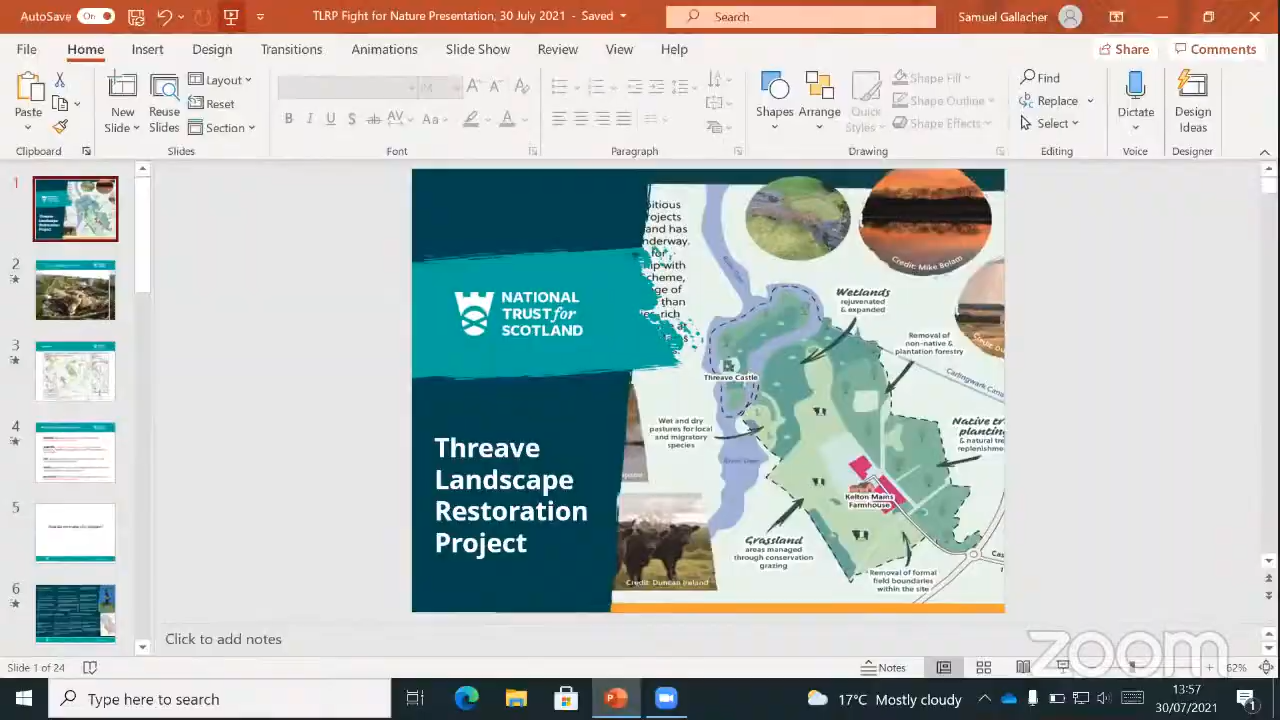 AutoSave On TLRP Fight for Nature Presentation, 30 July 2021 - Saved Search Samuel Gallacher
File Home Insert Design Transitions Animations Slide Show Review View Help Share Comments
Paste
New
Slide
Reuse
Slides
Layout
Reset
Section
Shapes
Arrange
Quick
Styles
Shape Fill
Shape Outline
Shape Effects
Find
Replace
Select
Dictate
Design
Ideas
Clipboard Slides Font Paragraph Drawing Editing Voice Designer
1
2
3
4
5
6
NATIONAL
TRUST for
SCOTLAND
Threave
Landscape
Restoration
Project
Credit: Mike Bolam
Wetlands
rejuvenated
& expanded
Removal of
non-native &
plantation forestry
Threave Castle
Wet and dry
pastures for local
and migratory
species
Kelton Mains
Farmhouse
Grassland
areas managed
through conservation
grazing
Removal of formal
field boundaries
within the site
Credit: Duncan Ireland
Click to add notes
zoom
Slide 1 of 24 Notes 62%
Type here to search 17°C Mostly cloudy 13:57
30/07/2021